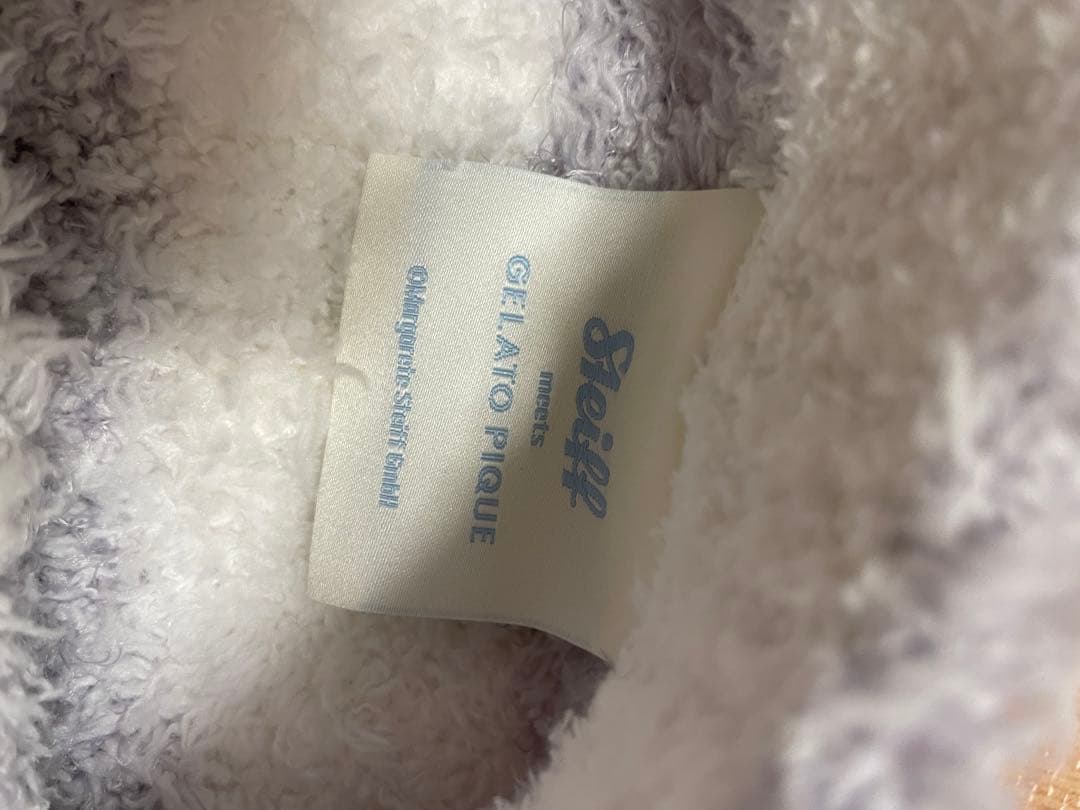 Steiff
meets
GELATO PIQUE
©Margarete Steiff GmbH